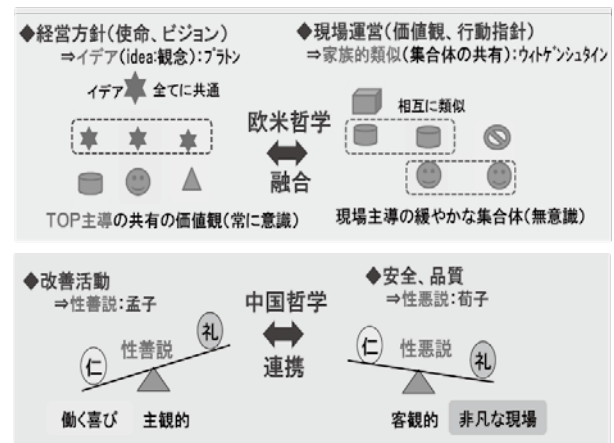 ◆経営方針(使命、ビジョン)
⇒イデア(idea:観念):プラトン
イデア 全てに共通
TOP主導の共有の価値観(常に意識)
欧米哲学
融合
◆現場運営(価値観、行動指針)
⇒家族的類似(集合体の共有):ウィトゲンシュタイン
相互に類似
現場主導の緩やかな集合体(無意識)
◆改善活動
⇒性善説:孟子
仁 性善説 礼
働く喜び 主観的
中国哲学
連携
◆安全、品質
⇒性悪説:荀子
仁 性悪説 礼
客観的 非凡な現場